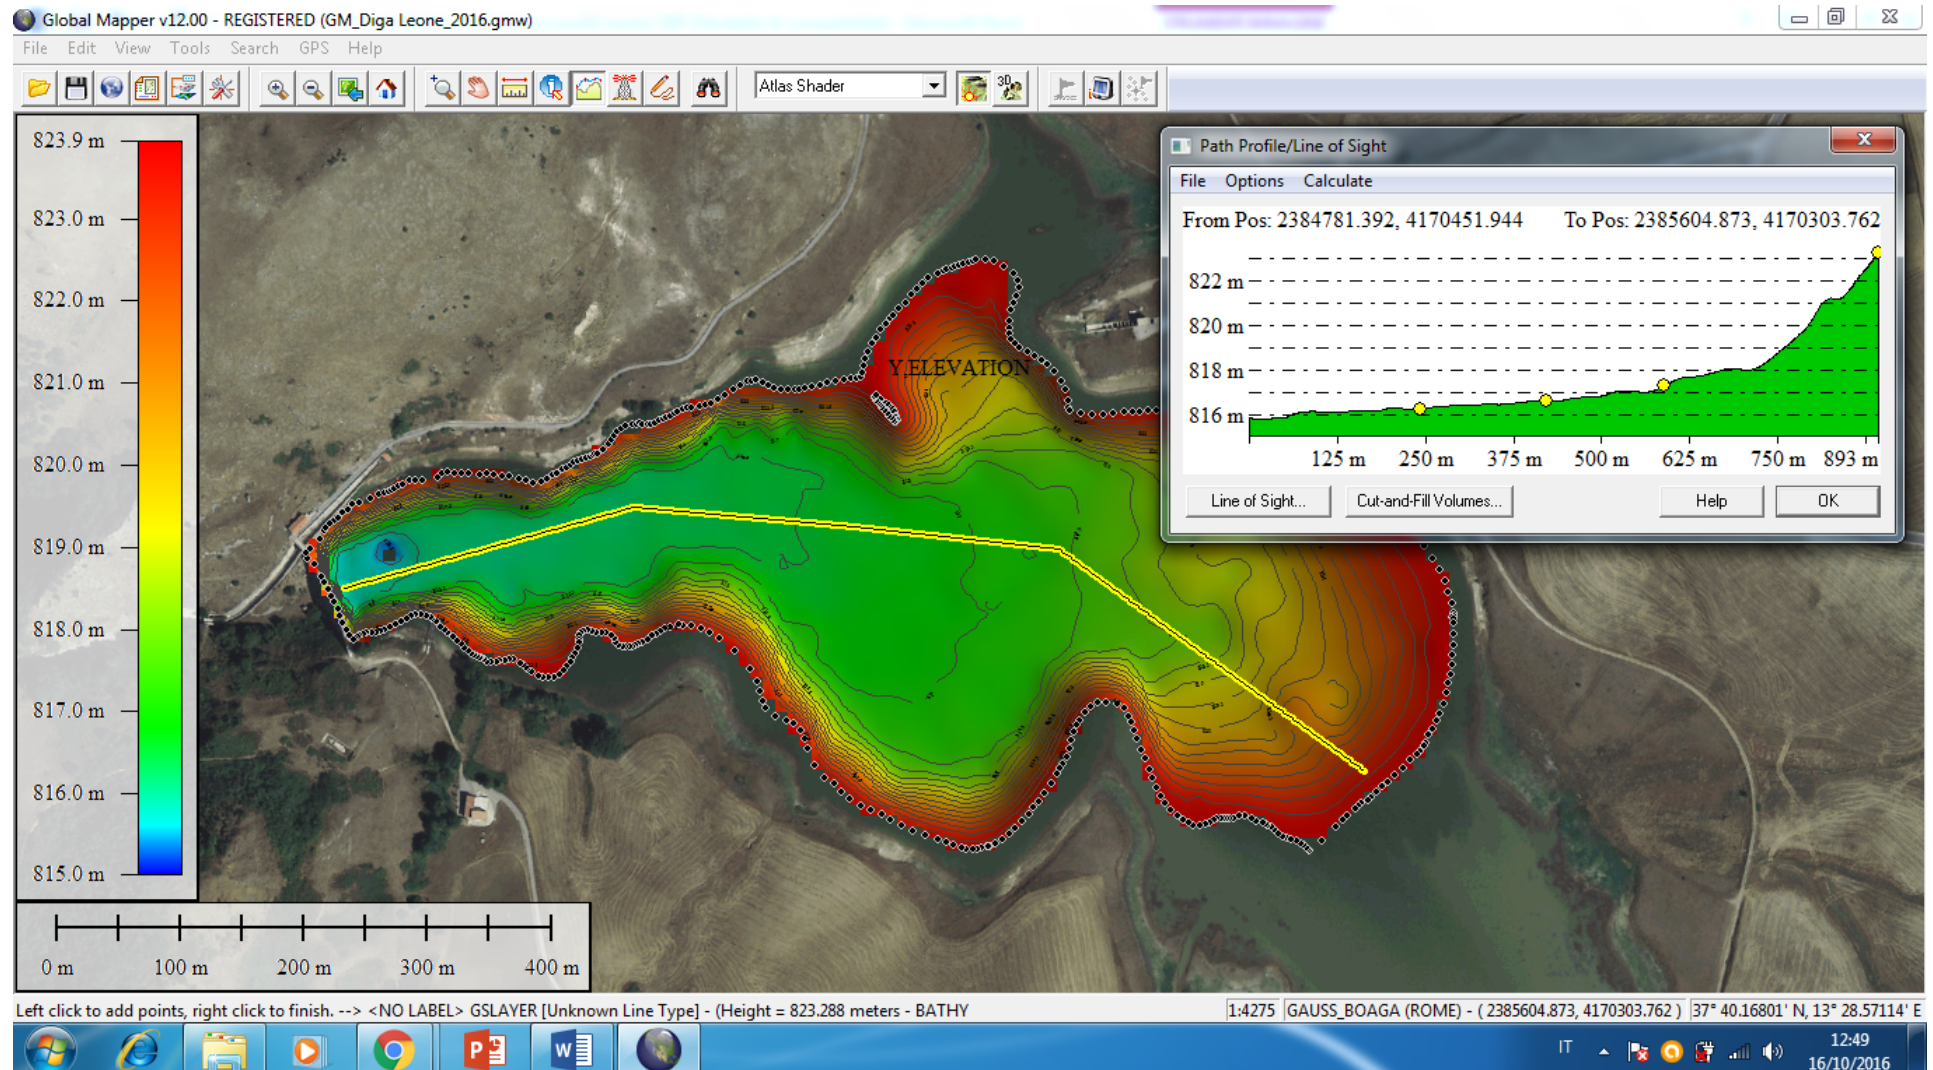 Global Mapper v12.00 - REGISTERED (GM_Diga Leone_2016.gmw)
File Edit View Tools Search GPS Help
Atlas Shader
3D
823.9 m
823.0 m
822.0 m
821.0 m
820.0 m
819.0 m
818.0 m
817.0 m
816.0 m
815.0 m
0 m 100 m 200 m 300 m 400 m
Y,ELEVATION
Path Profile/Line of Sight
File Options Calculate
From Pos: 2384781.392, 4170451.944 To Pos: 2385604.873, 4170303.762
822 m
820 m
818 m
816 m
125 m 250 m 375 m 500 m 625 m 750 m 893 m
Line of Sight... Cut-and-Fill Volumes... Help OK
Left click to add points, right click to finish. --> <NO LABEL> GSLAYER [Unknown Line Type] - (Height = 823.288 meters - BATHY
1:4275 GAUSS_BOAGA (ROME) - ( 2385604.873, 4170303.762 ) 37° 40.16801' N, 13° 28.57114' E
IT
12:49
16/10/2016